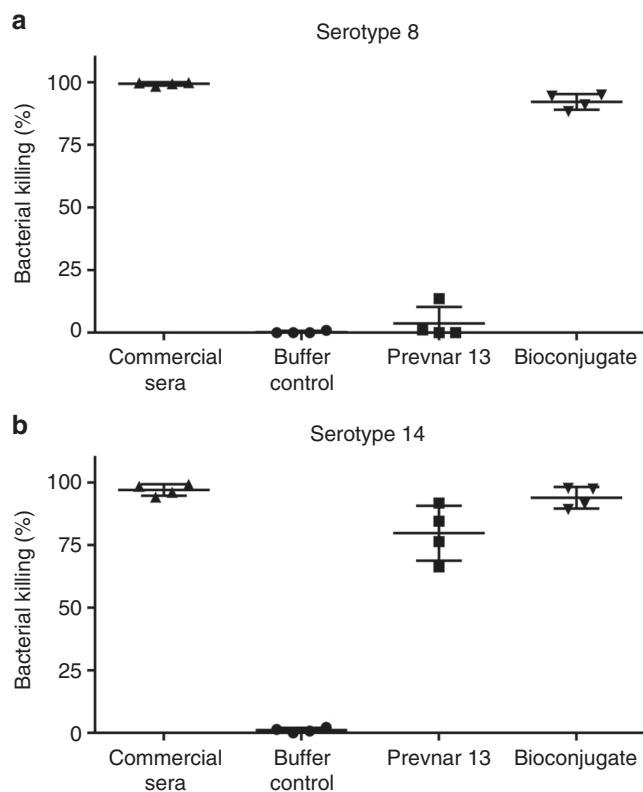 a
Serotype 8
Bacterial killing (%)
100
75
50
25
0
Commercial
sera
Buffer
control
Prevnar 13
Bioconjugate
b
Serotype 14
Bacterial killing (%)
100
75
50
25
0
Commercial
sera
Buffer
control
Prevnar 13
Bioconjugate